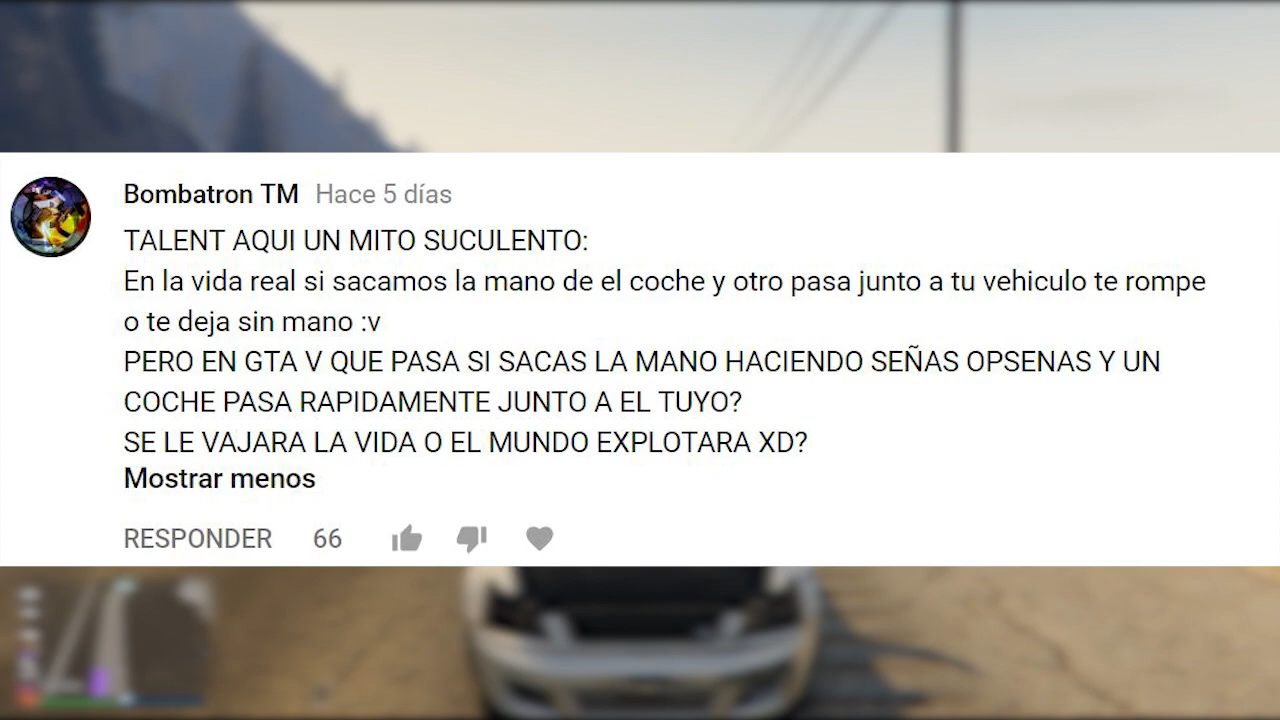 Bombatron TM Hace 5 días
TALENT AQUI UN MITO SUCULENTO:
En la vida real si sacamos la mano de el coche y otro pasa junto a tu vehiculo te rompe
o te deja sin mano :v
PERO EN GTA V QUE PASA SI SACAS LA MANO HACIENDO SEÑAS OPSENAS Y UN
COCHE PASA RAPIDAMENTE JUNTO A EL TUYO?
SE LE VAJARA LA VIDA O EL MUNDO EXPLOTARA XD?
Mostrar menos
RESPONDER 66